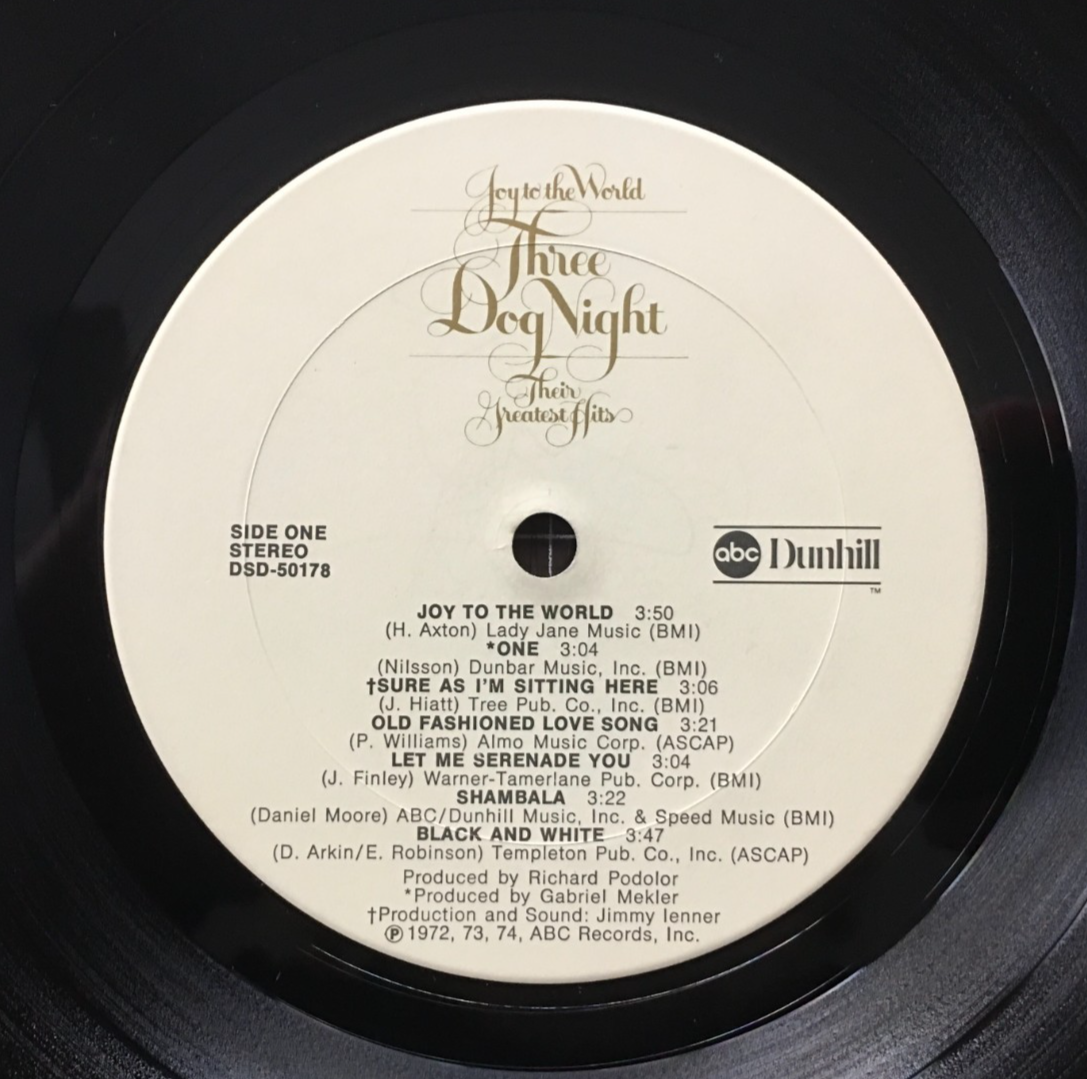 Joy to the World
Three
Dog Night
Their
Greatest Hits
SIDE ONE
STEREO
DSD-50178
abc Dunhill
TM
JOY TO THE WORLD 3:50
(H. Axton) Lady Jane Music (BMI)
*ONE 3:04
(Nilsson) Dunbar Music, Inc. (BMI)
†SURE AS I'M SITTING HERE 3:06
(J. Hiatt) Tree Pub. Co., Inc. (BMI)
OLD FASHIONED LOVE SONG 3:21
(P. Williams) Almo Music Corp. (ASCAP)
LET ME SERENADE YOU 3:04
(J. Finley) Warner-Tamerlane Pub. Corp. (BMI)
SHAMBALA 3:22
(Daniel Moore) ABC/Dunhill Music, Inc. & Speed Music (BMI)
BLACK AND WHITE 3:47
(D. Arkin/E. Robinson) Templeton Pub. Co., Inc. (ASCAP)
Produced by Richard Podolor
*Produced by Gabriel Mekler
†Production and Sound: Jimmy Ienner
℗ 1972, 73, 74, ABC Records, Inc.